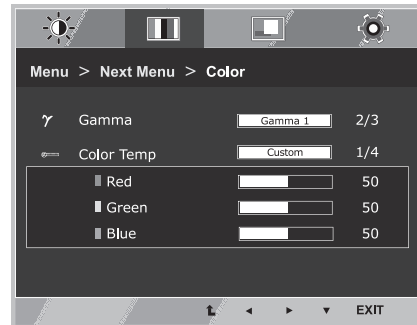 Menu > Next Menu > Color
γ Gamma Gamma 1 2/3
Color Temp Custom 1/4
Red 50
Green 50
Blue 50
EXIT